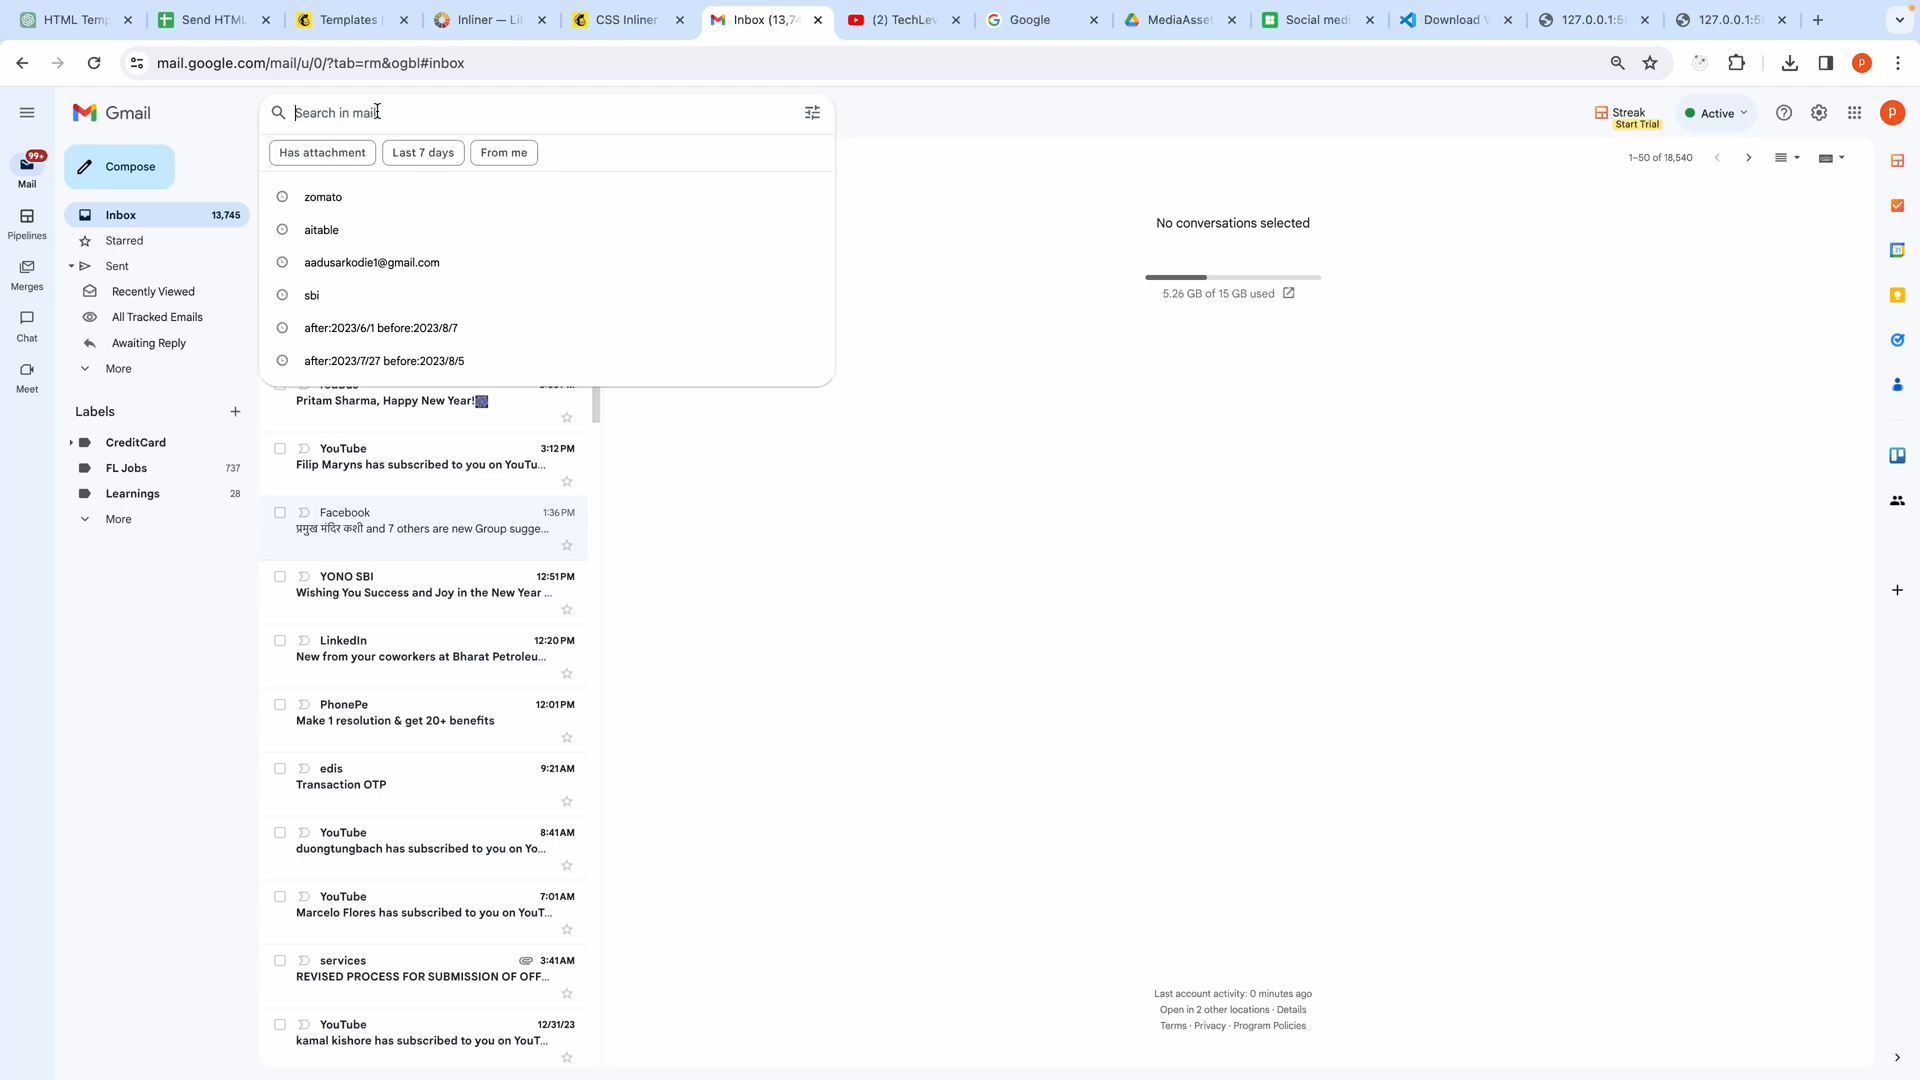 HTML Temp
Send HTML
Templates
Inliner — Lit
CSS Inliner
Inbox (13,74
(2) TechLev
Google
MediaAsset
Social medi
Download V
127.0.0.1:5
127.0.0.1:5
mail.google.com/mail/u/0/?tab=rm&ogbl#inbox
P
Gmail
Search in mail
Streak
Start Trial
Active
P
Has attachment
Last 7 days
From me
1–50 of 18,540
99+
Mail
Pipelines
Merges
Chat
Meet
Compose
Inbox 13,745
Starred
Sent
Recently Viewed
All Tracked Emails
Awaiting Reply
More
Labels
CreditCard
FL Jobs 737
Learnings 28
More
zomato
aitable
aadusarkodie1@gmail.com
sbi
after:2023/6/1 before:2023/8/7
after:2023/7/27 before:2023/8/5
Pritam Sharma, Happy New Year!
YouTube 3:12 PM
Filip Maryns has subscribed to you on YouTu...
Facebook 1:36 PM
प्रमुख मंदिर कशी and 7 others are new Group sugge...
YONO SBI 12:51 PM
Wishing You Success and Joy in the New Year ...
LinkedIn 12:20 PM
New from your coworkers at Bharat Petroleu...
PhonePe 12:01 PM
Make 1 resolution & get 20+ benefits
edis 9:21 AM
Transaction OTP
YouTube 8:41 AM
duongtungbach has subscribed to you on Yo...
YouTube 7:01 AM
Marcelo Flores has subscribed to you on YouT...
services 3:41 AM
REVISED PROCESS FOR SUBMISSION OF OFF...
YouTube 12/31/23
kamal kishore has subscribed to you on YouT...
No conversations selected
5.26 GB of 15 GB used
Last account activity: 0 minutes ago
Open in 2 other locations · Details
Terms · Privacy · Program Policies
31